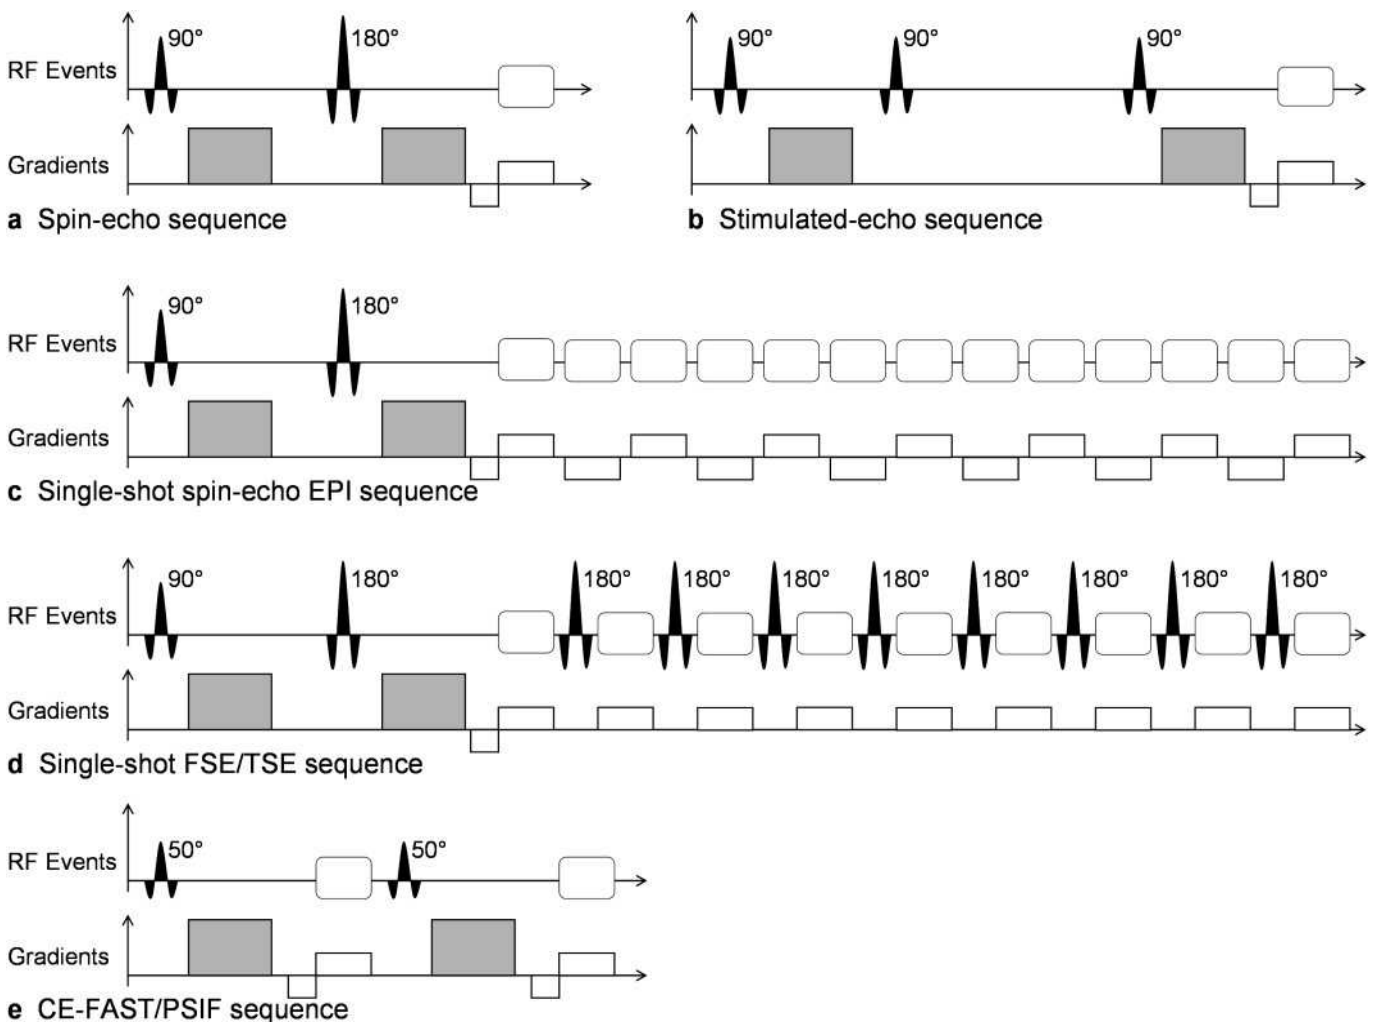 90° 180° 90° 90° 90°
RF Events
Gradients
a Spin-echo sequence b Stimulated-echo sequence
90° 180°
RF Events
Gradients
c Single-shot spin-echo EPI sequence
90° 180° 180° 180° 180° 180° 180° 180° 180° 180°
RF Events
Gradients
d Single-shot FSE/TSE sequence
50° 50°
RF Events
Gradients
e CE-FAST/PSIF sequence